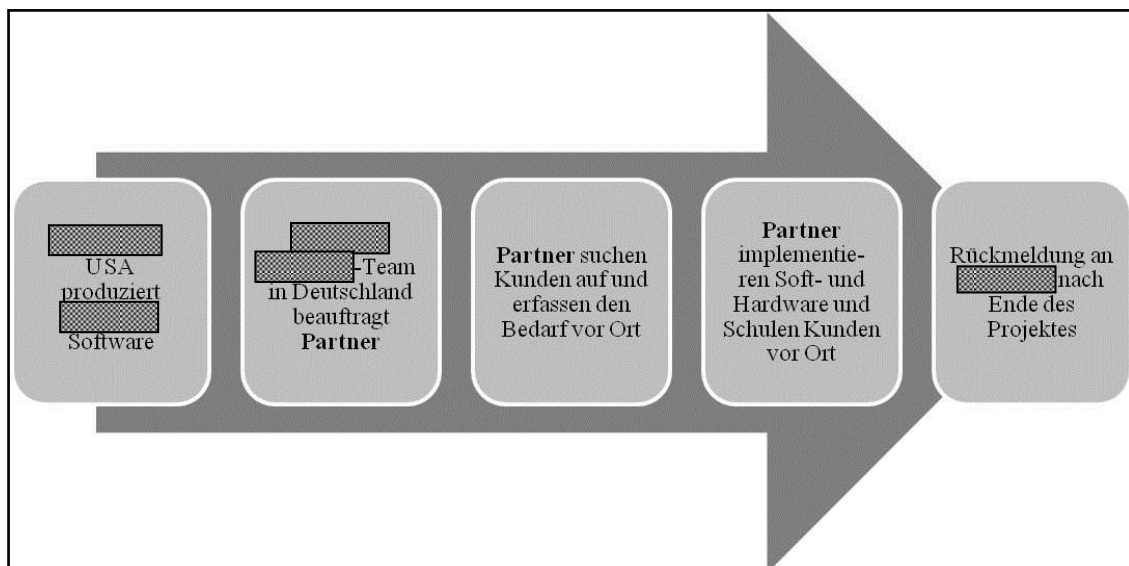 USA
produziert
Software
-Team
in Deutschland
beauftragt
Partner
Partner suchen
Kunden auf und
erfassen den
Bedarf vor Ort
Partner
implementie-
ren Soft- und
Hardware und
Schulen Kunden
vor Ort
Rückmeldung an
nach
Ende des
Projektes